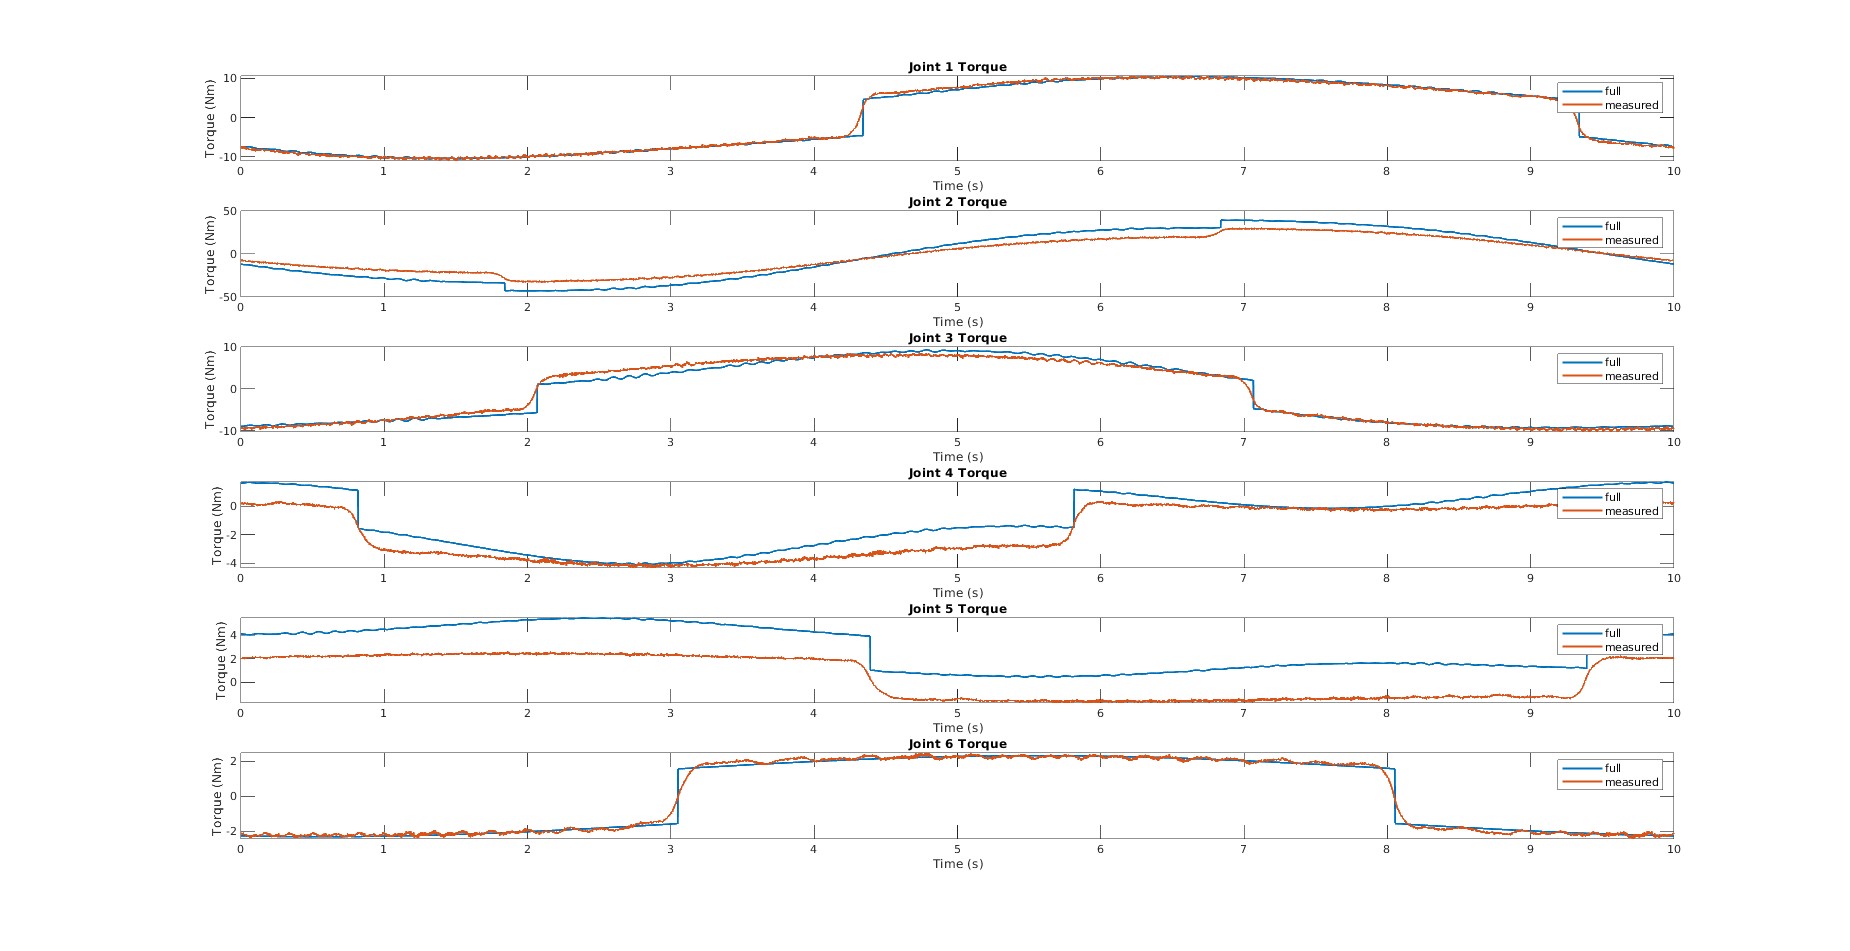 Joint 1 Torque
Torque (Nm)
10
0
-10
full
measured
0 1 2 3 4 5 6 7 8 9 10
Time (s)
Joint 2 Torque
Torque (Nm)
50
0
-50
full
measured
0 1 2 3 4 5 6 7 8 9 10
Time (s)
Joint 3 Torque
Torque (Nm)
10
0
-10
full
measured
0 1 2 3 4 5 6 7 8 9 10
Time (s)
Joint 4 Torque
Torque (Nm)
0
-2
-4
full
measured
0 1 2 3 4 5 6 7 8 9 10
Time (s)
Joint 5 Torque
Torque (Nm)
4
2
0
full
measured
0 1 2 3 4 5 6 7 8 9 10
Time (s)
Joint 6 Torque
Torque (Nm)
2
0
-2
full
measured
0 1 2 3 4 5 6 7 8 9 10
Time (s)